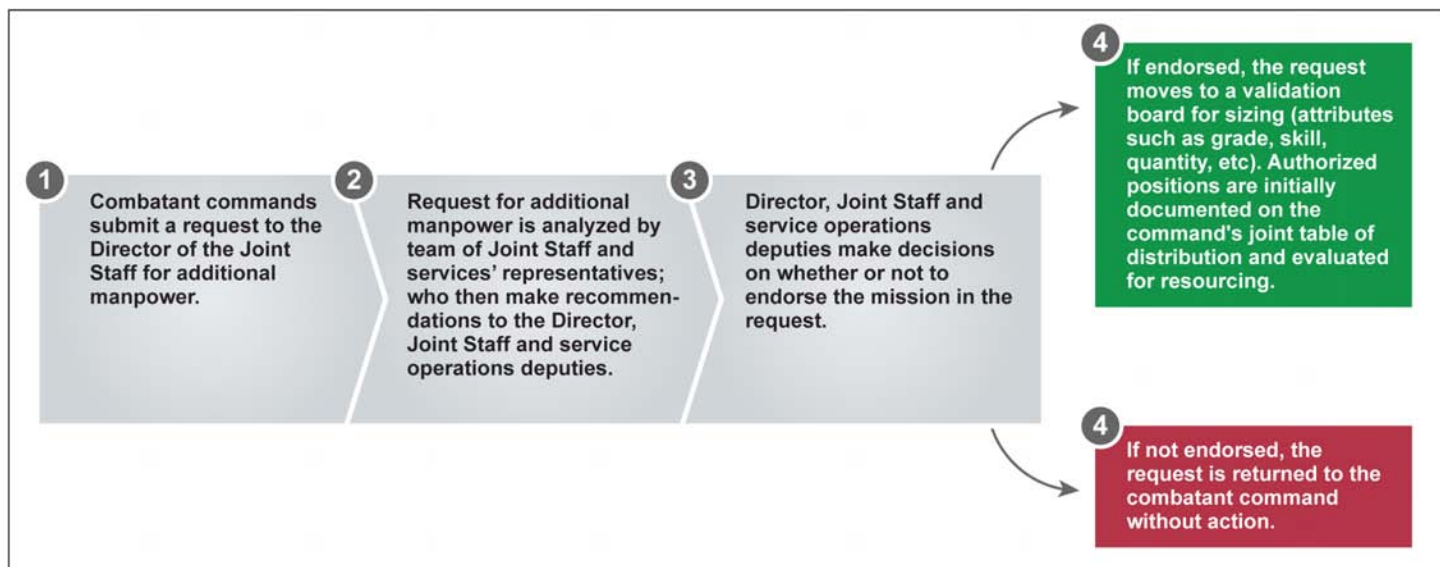 1
Combatant commands
submit a request to the
Director of the Joint
Staff for additional
manpower.
2
Request for additional
manpower is analyzed by
team of Joint Staff and
services' representatives;
who then make recommen-
dations to the Director,
Joint Staff and service
operations deputies.
3
Director, Joint Staff and
service operations
deputies make decisions
on whether or not to
endorse the mission in the
request.
4
If endorsed, the request
moves to a validation
board for sizing (attributes
such as grade, skill,
quantity, etc). Authorized
positions are initially
documented on the
command's joint table of
distribution and evaluated
for resourcing.
4
If not endorsed, the
request is returned to the
combatant command
without action.